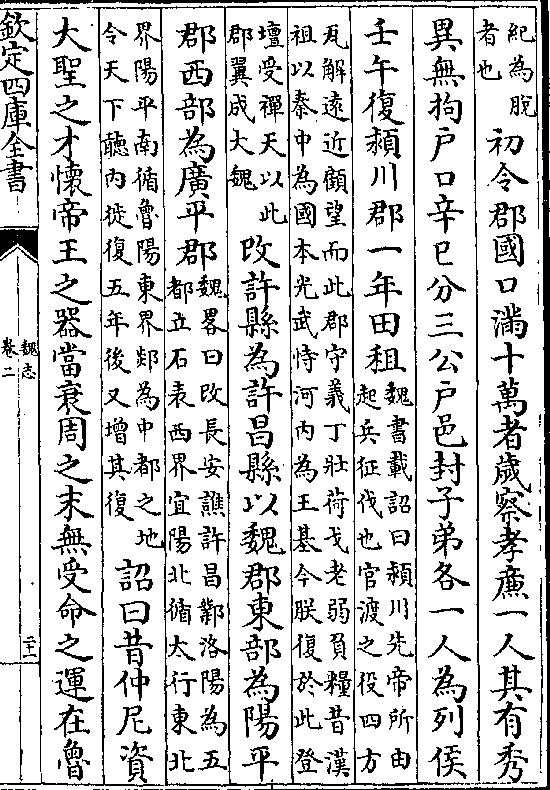 紀為脫
者也
初令郡國口滿十萬者歲察孝廉一人其有秀
異無拘戶口辛巳分三公戶邑封子弟各一人為列侯
壬午復潁川郡一年田租
魏書載詔曰潁川先帝所由
起兵征伐也官渡之役四方
瓦解遠近顧望而此郡守義丁壯荷戈老弱負糧昔漢
祖以秦中為國本光武恃河內為王基今朕復於此登
壇受禪天以此
郡翼成大魏
改許縣為許昌縣以魏郡東部為陽平
郡西部為廣平郡
魏畧曰改長安譙許昌鄴洛陽為五
都立石表西界宜陽北循太行東北
界陽平南循魯陽東界郯為中都之地
令天下聽內徙復五年後又增其復
詔曰昔仲尼資
大聖之才懷帝王之器當衰周之末無受命之運在魯
欽定四庫全書
魏志
卷二
二十一